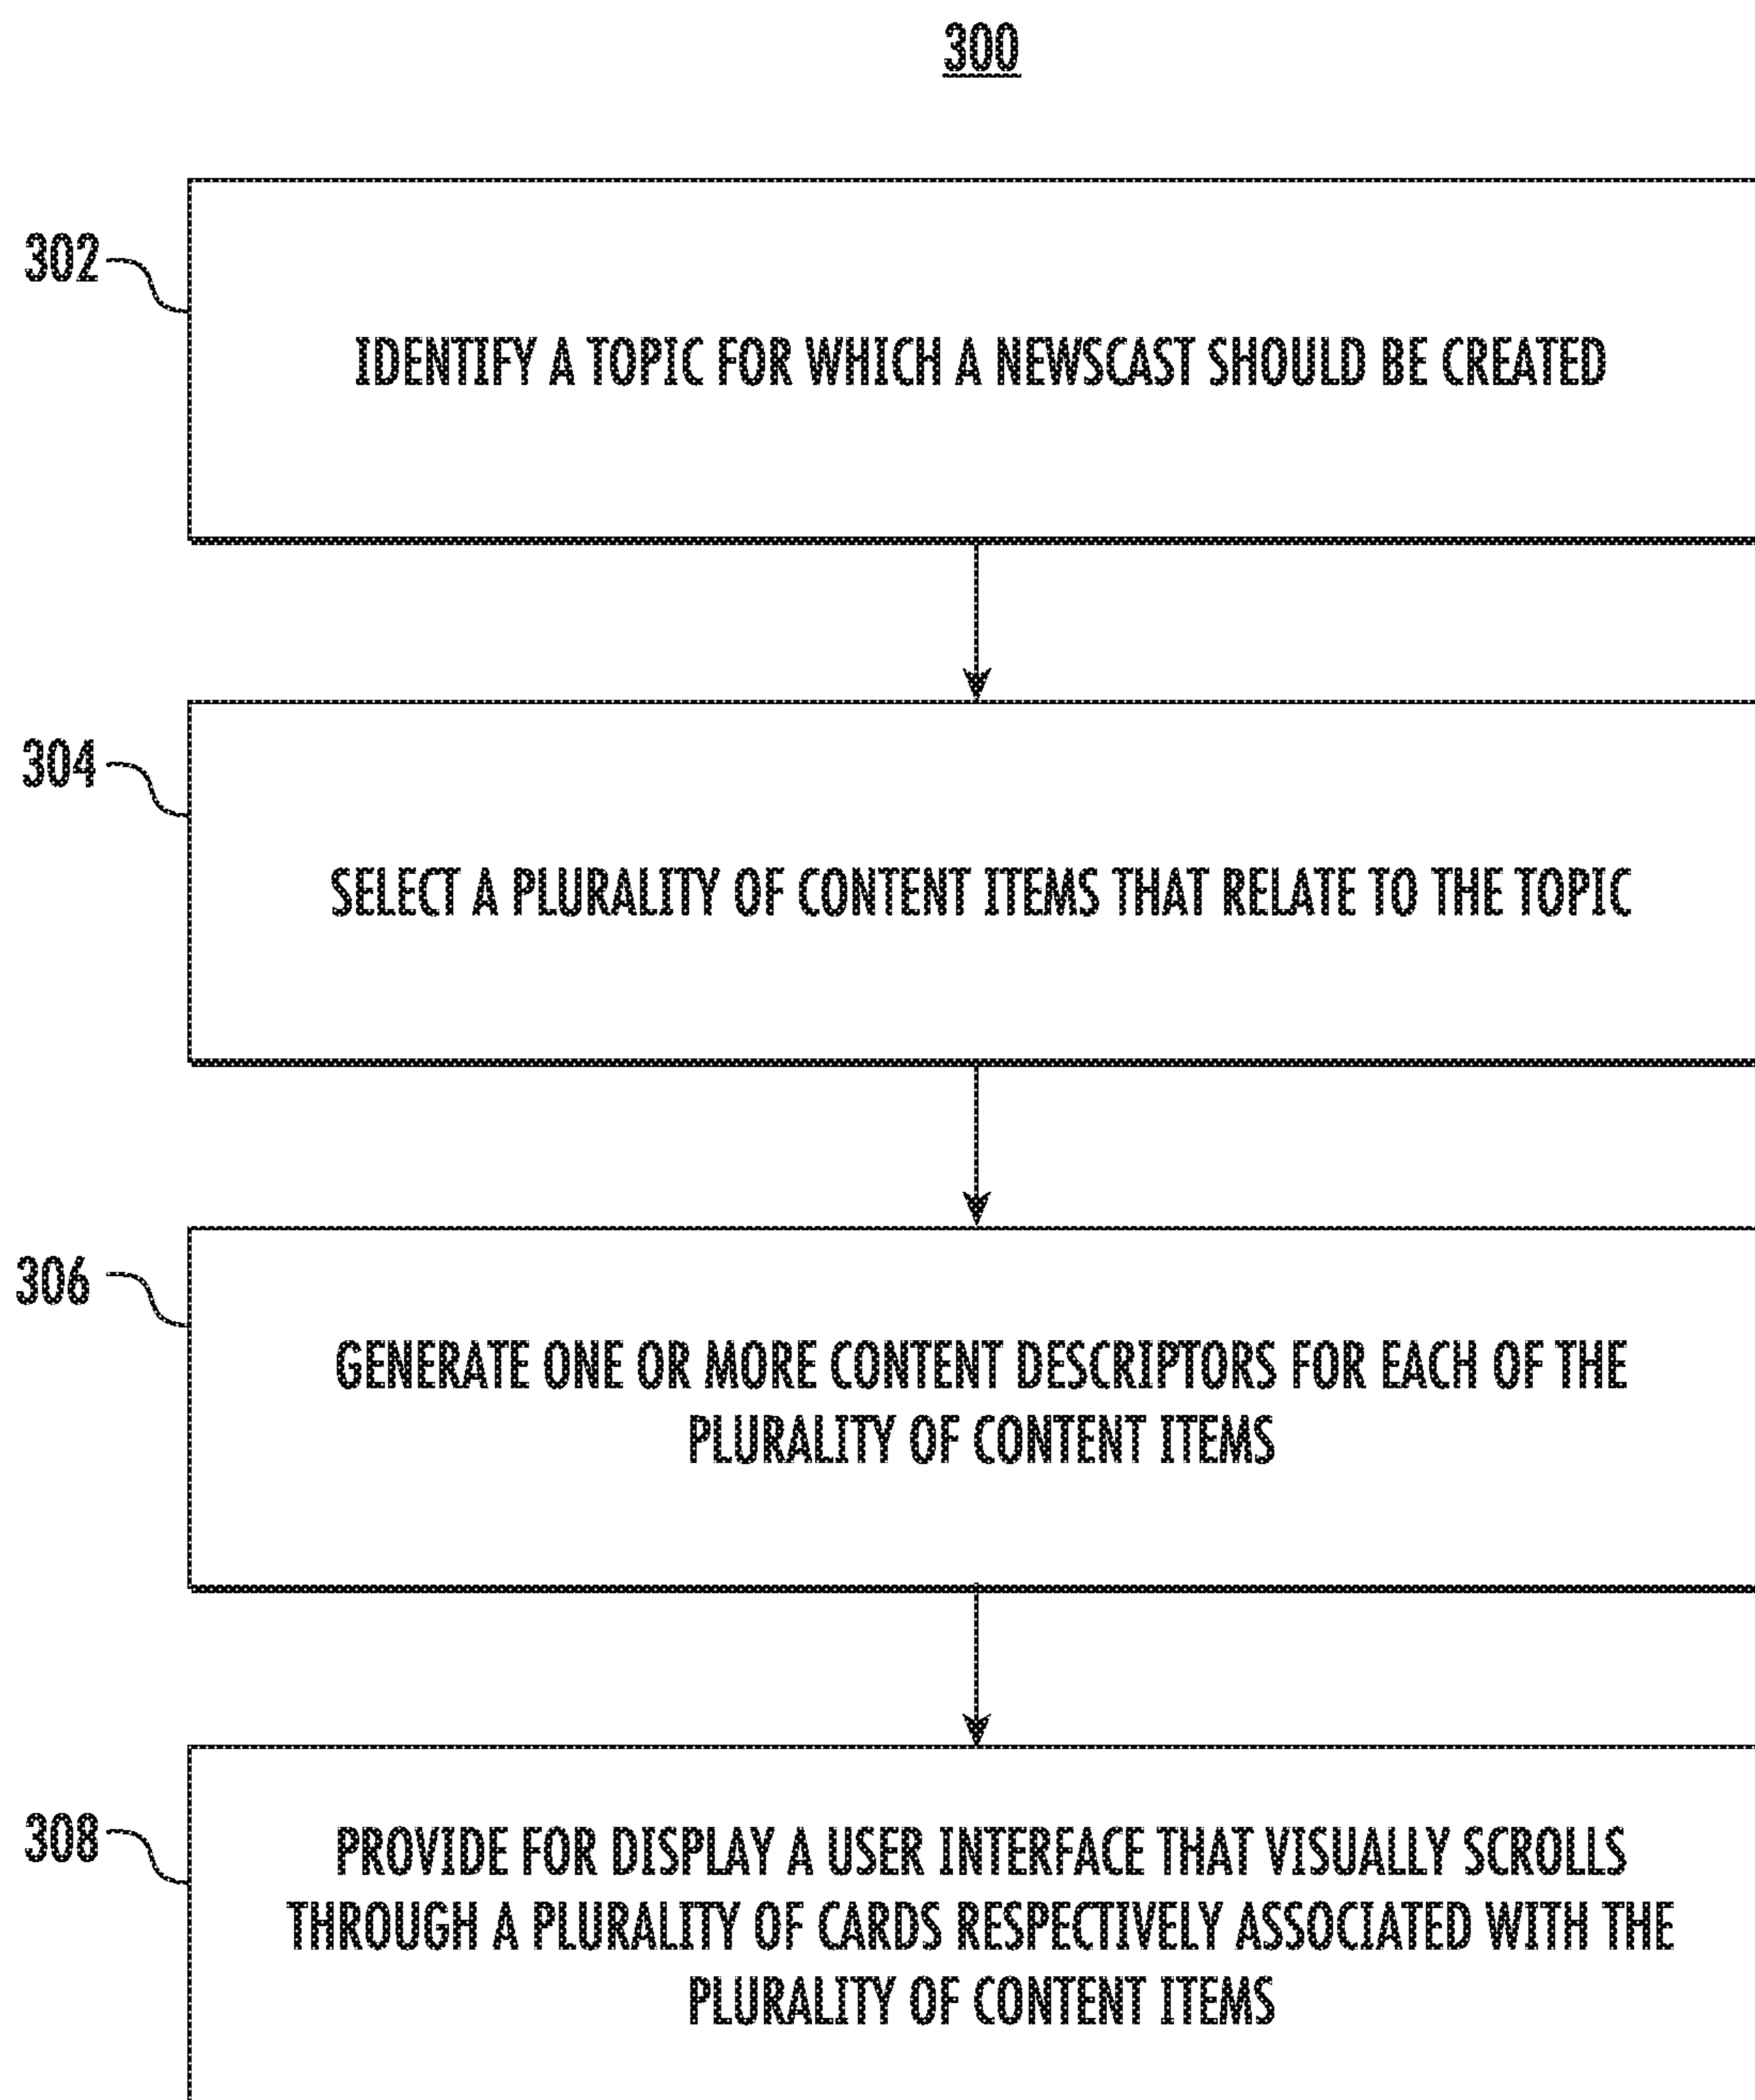 300
302
IDENTIFY A TOPIC FOR WHICH A NEWSCAST SHOULD BE CREATED
304
SELECT A PLURALITY OF CONTENT ITEMS THAT RELATE TO THE TOPIC
306
GENERATE ONE OR MORE CONTENT DESCRIPTORS FOR EACH OF THE
PLURALITY OF CONTENT ITEMS
308
PROVIDE FOR DISPLAY A USER INTERFACE THAT VISUALLY SCROLLS
THROUGH A PLURALITY OF CARDS RESPECTIVELY ASSOCIATED WITH THE
PLURALITY OF CONTENT ITEMS